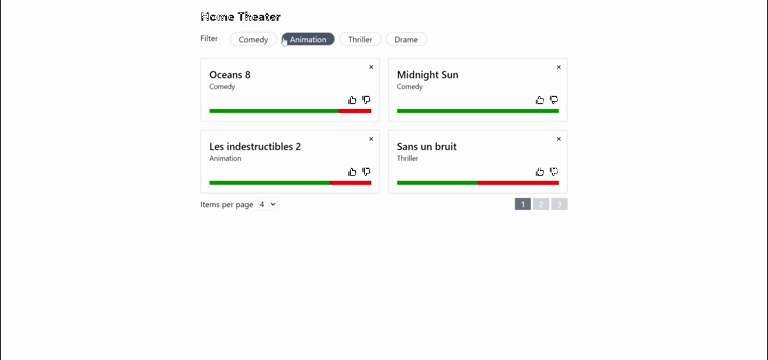 Home Theater
Filter Comedy Animation Thriller Drame
Oceans 8 ×
Comedy
Midnight Sun ×
Comedy
Les indestructibles 2 ×
Animation
Sans un bruit ×
Thriller
Items per page 4 1 2 3